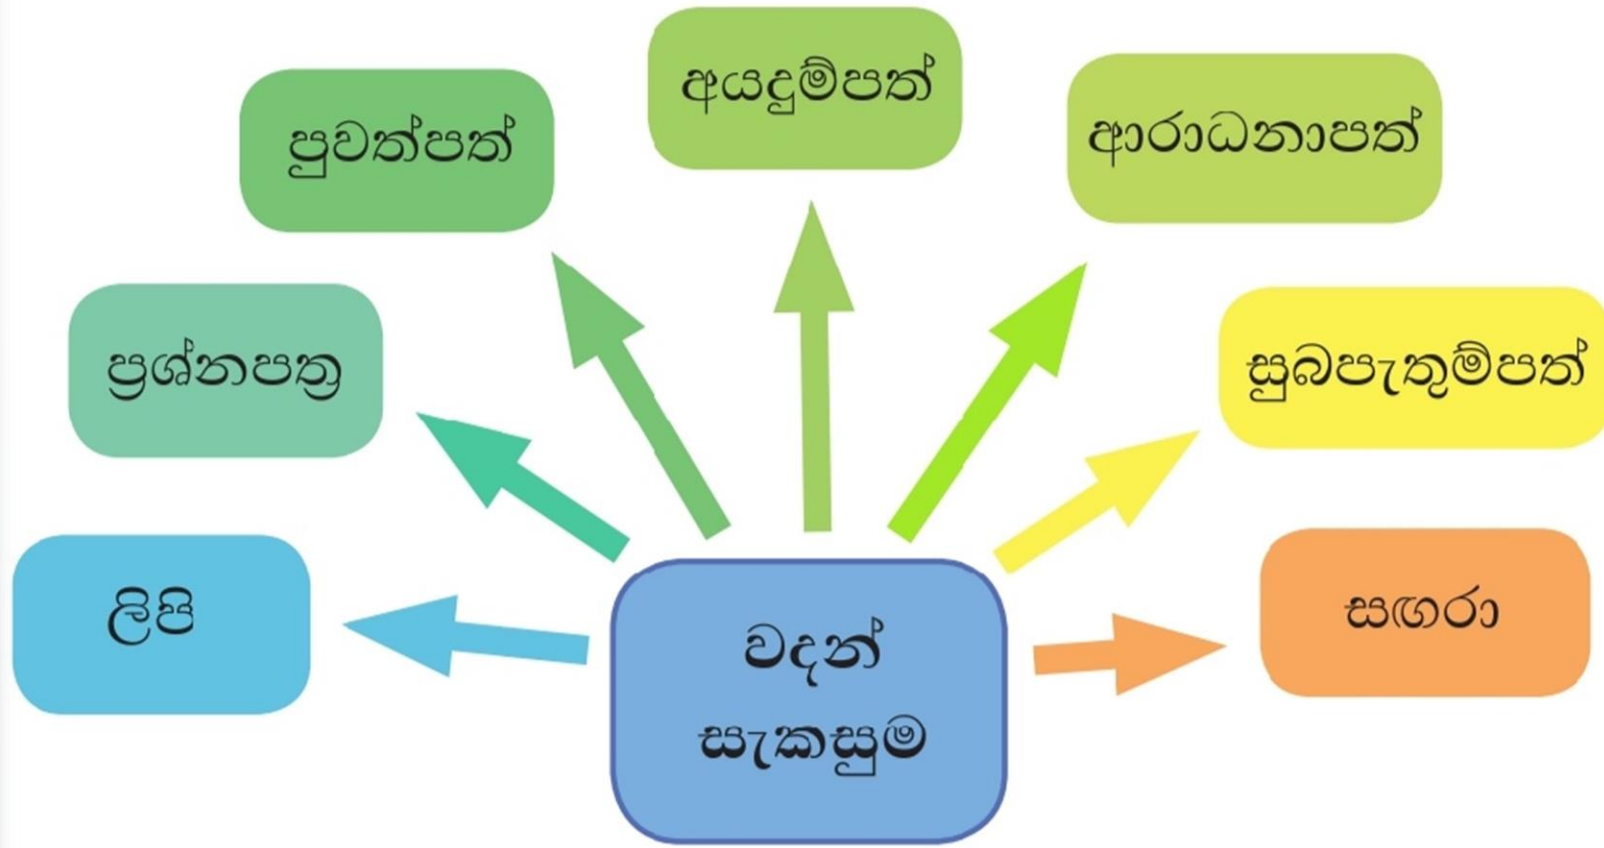 අයදුම්පත්
පුවත්පත්
ආරාධනාපත්
ප්‍රශ්නපත්‍ර
සුබපැතුම්පත්
ලිපි
සඟරා
වදන්
සැකසුම